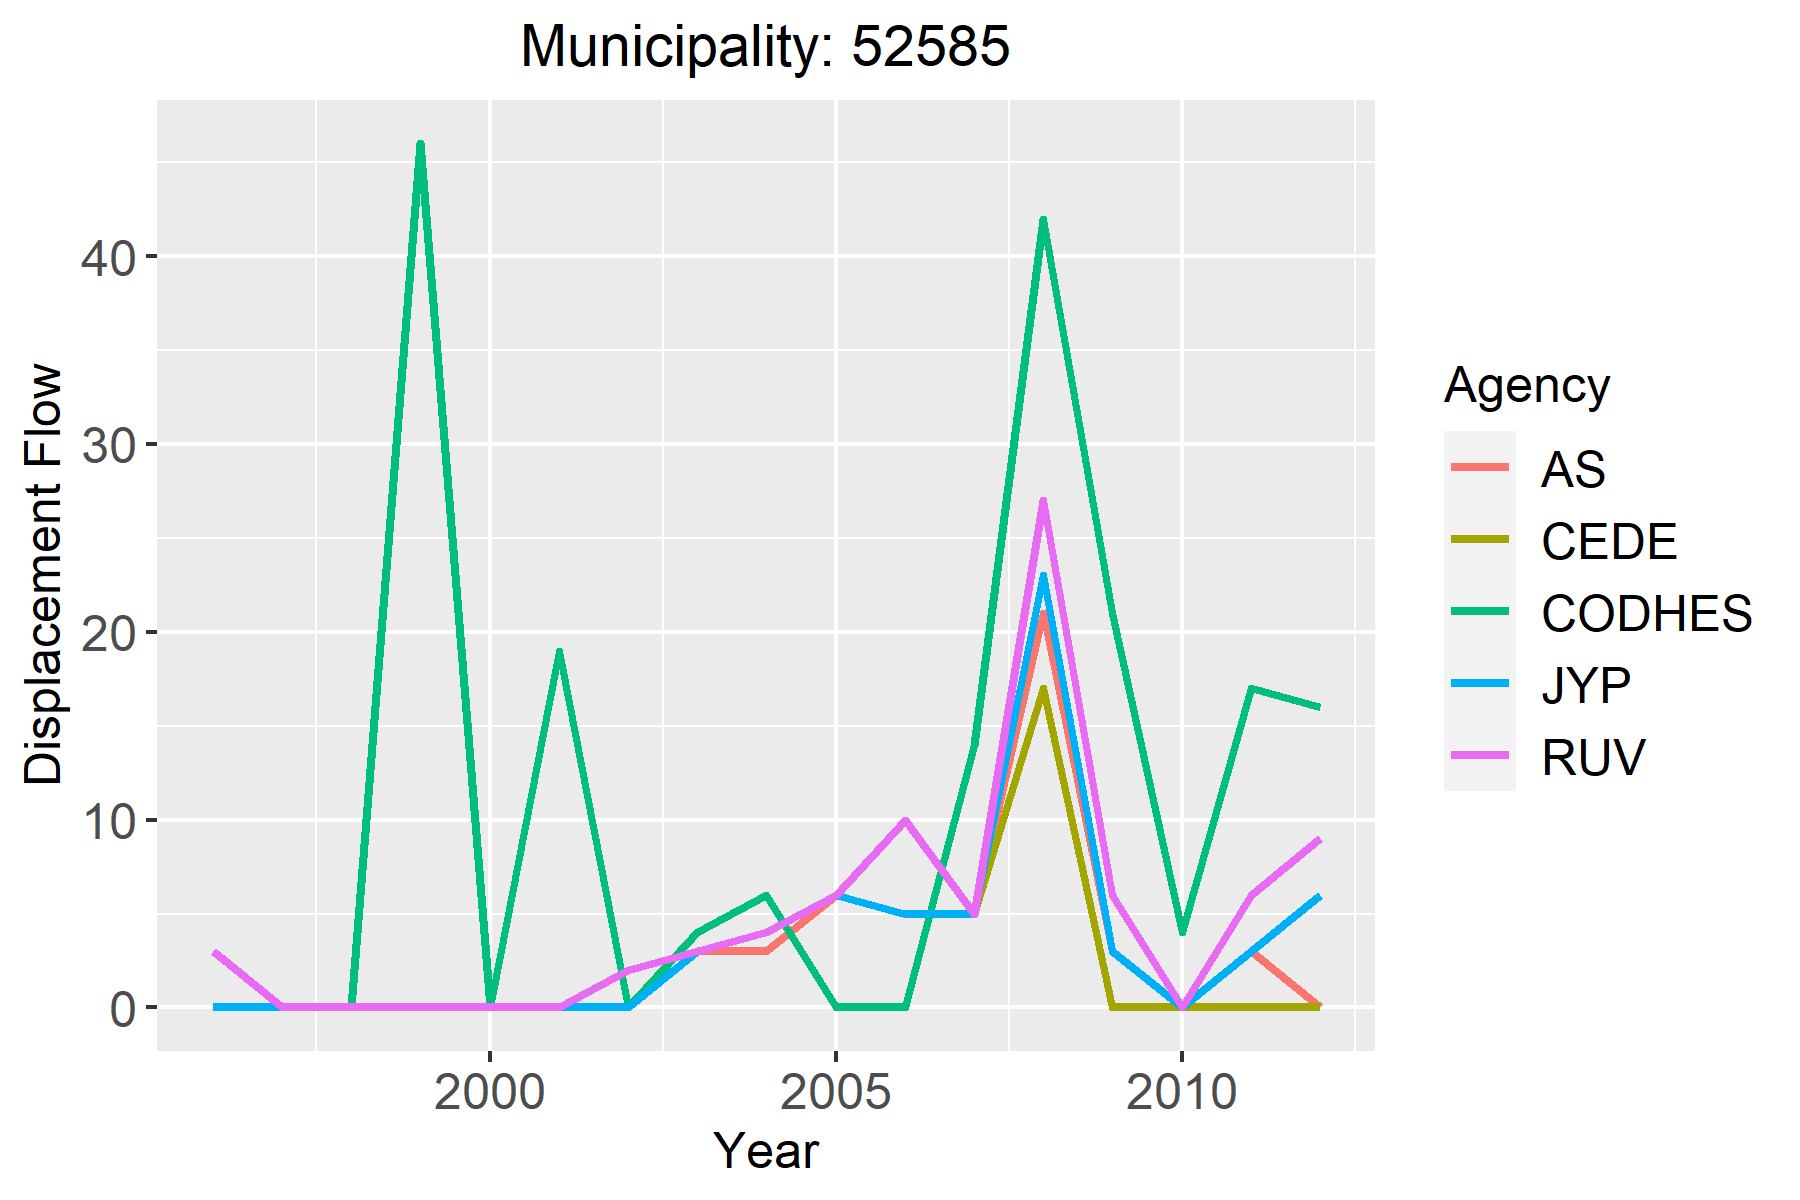 Municipality: 52585
Displacement Flow
40
30
20
10
0
2000 2005 2010
Year
Agency
AS
CEDE
CODHES
JYP
RUV